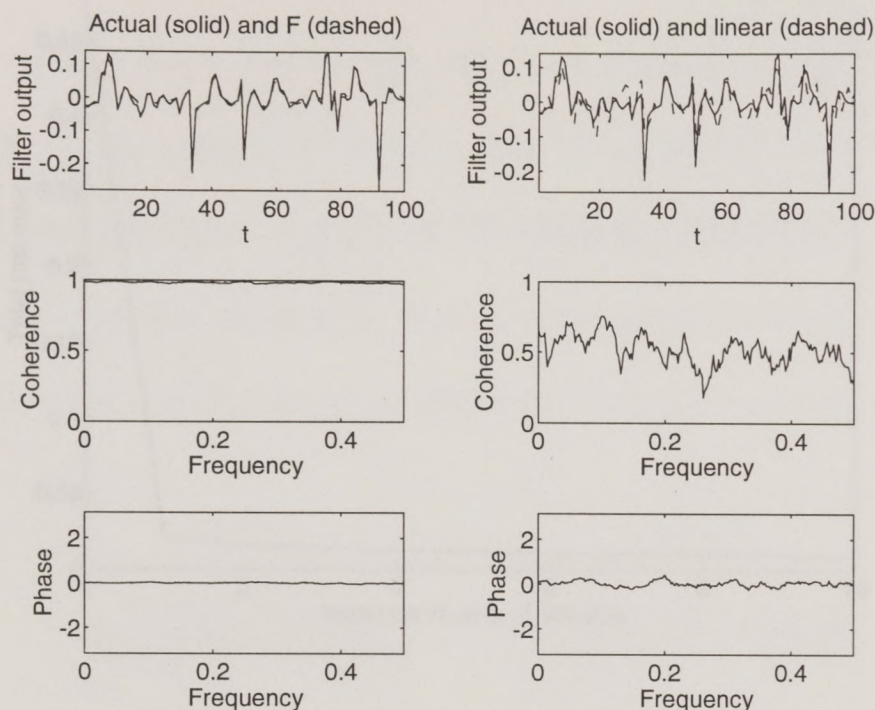 Actual (solid) and F (dashed)
Filter output
0.1
0
-0.1
-0.2
20 40 60 80 100
t
Coherence
1
0.5
0
0 0.2 0.4
Frequency
Phase
2
0
-2
0 0.2 0.4
Frequency
Actual (solid) and linear (dashed)
Filter output
0.1
0
-0.1
-0.2
20 40 60 80 100
t
Coherence
1
0.5
0
0 0.2 0.4
Frequency
Phase
2
0
-2
0 0.2 0.4
Frequency